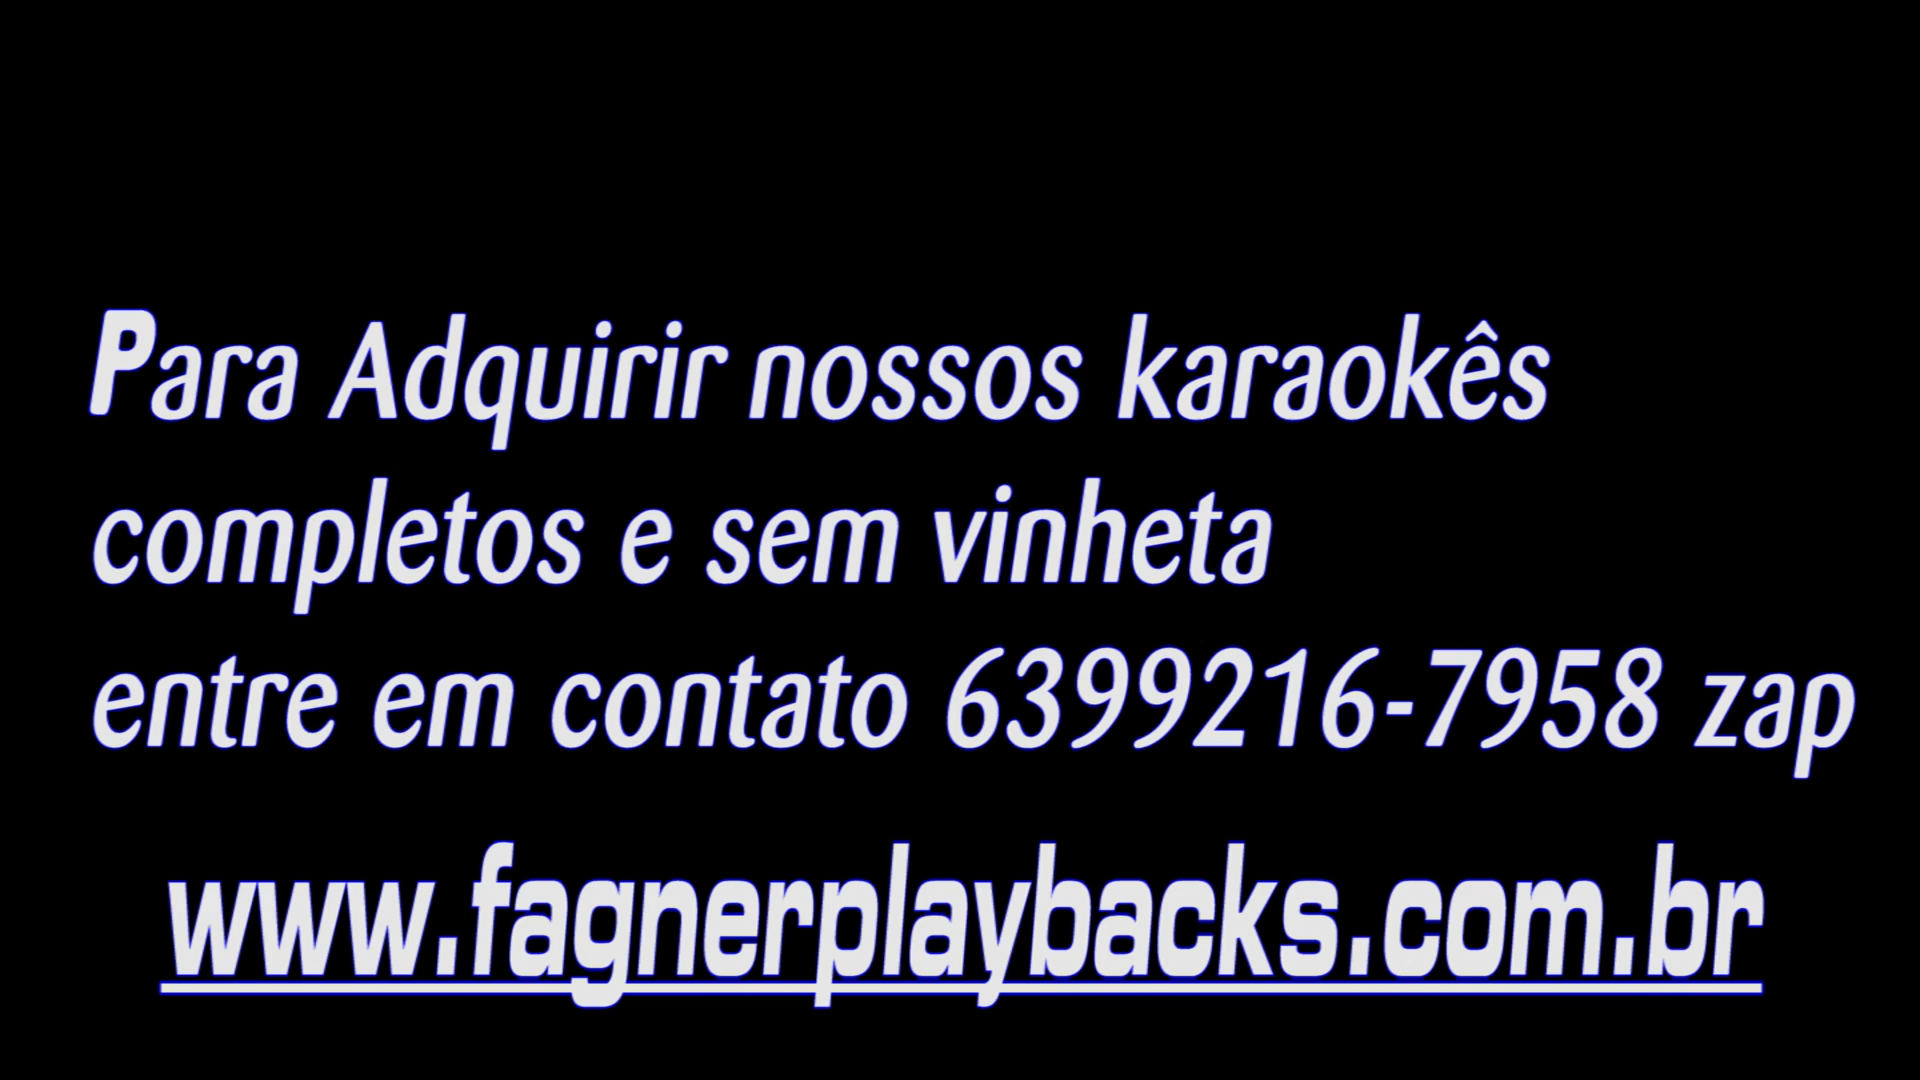 Para Adquirir nossos karaokês
completos e sem vinheta
entre em contato 6399216-7958 zap
www.fagnerplaybacks.com.br